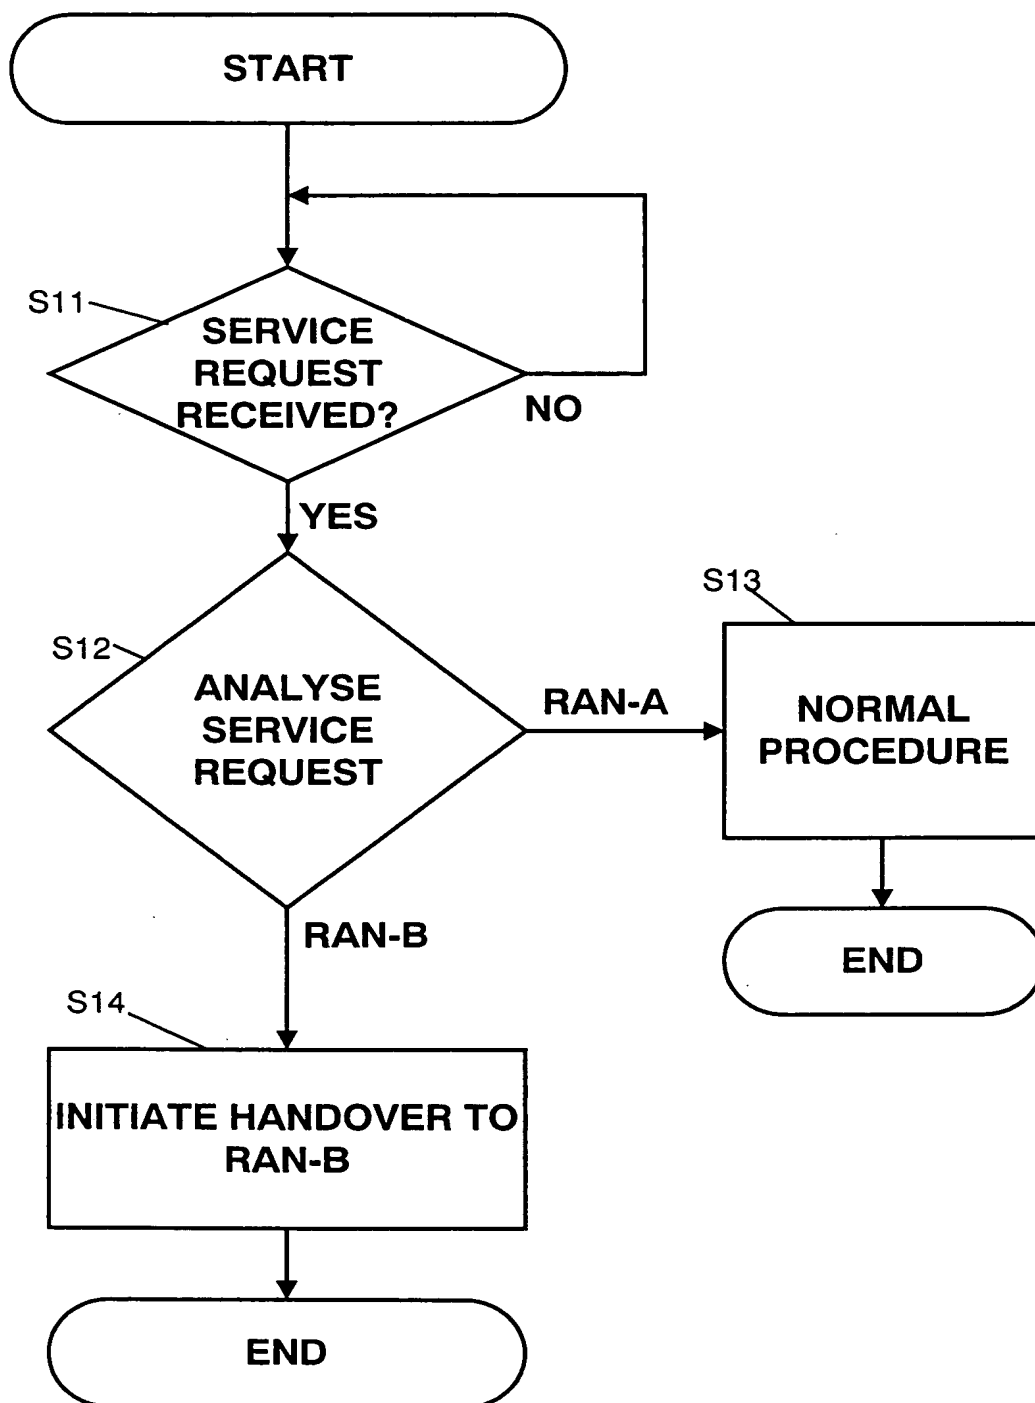 START
S11
SERVICE
REQUEST
RECEIVED?
NO
YES
S12
ANALYSE
SERVICE
REQUEST
RAN-A
S13
NORMAL
PROCEDURE
END
RAN-B
S14
INITIATE HANDOVER TO
RAN-B
END